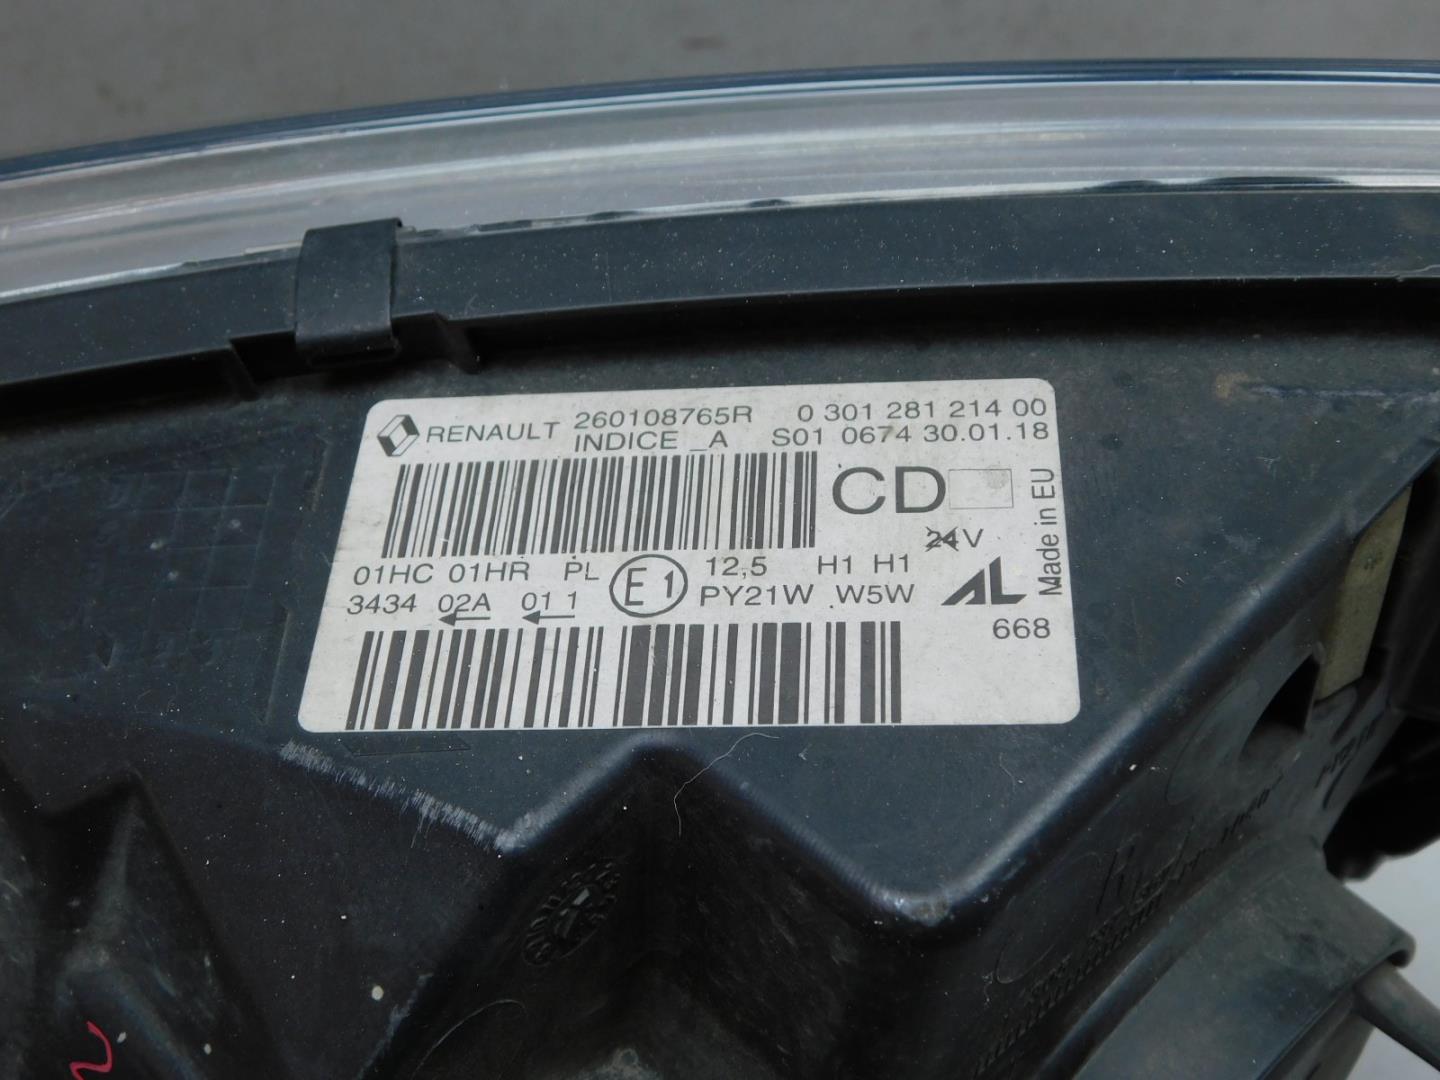 RENAULT 260108765R 0 301 281 214 00
INDICE _A S01 0674 30.01.18
CD
24V
Made in EU
01HC 01HR PL E1 12,5 H1 H1
3434 02A 01 1 PY21W W5W AL
668